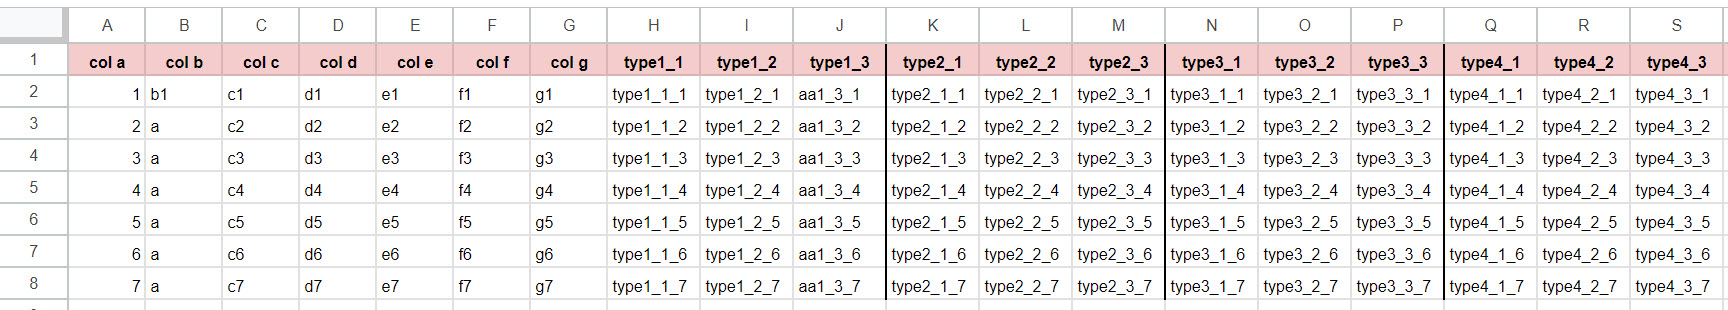 A B C D E F G H I J K L M N O P Q R S
1 col a col b col c col d col e col f col g type1_1 type1_2 type1_3 type2_1 type2_2 type2_3 type3_1 type3_2 type3_3 type4_1 type4_2 type4_3
2 1 b1 c1 d1 e1 f1 g1 type1_1_1 type1_2_1 aa1_3_1 type2_1_1 type2_2_1 type2_3_1 type3_1_1 type3_2_1 type3_3_1 type4_1_1 type4_2_1 type4_3_1
3 2 a c2 d2 e2 f2 g2 type1_1_2 type1_2_2 aa1_3_2 type2_1_2 type2_2_2 type2_3_2 type3_1_2 type3_2_2 type3_3_2 type4_1_2 type4_2_2 type4_3_2
4 3 a c3 d3 e3 f3 g3 type1_1_3 type1_2_3 aa1_3_3 type2_1_3 type2_2_3 type2_3_3 type3_1_3 type3_2_3 type3_3_3 type4_1_3 type4_2_3 type4_3_3
5 4 a c4 d4 e4 f4 g4 type1_1_4 type1_2_4 aa1_3_4 type2_1_4 type2_2_4 type2_3_4 type3_1_4 type3_2_4 type3_3_4 type4_1_4 type4_2_4 type4_3_4
6 5 a c5 d5 e5 f5 g5 type1_1_5 type1_2_5 aa1_3_5 type2_1_5 type2_2_5 type2_3_5 type3_1_5 type3_2_5 type3_3_5 type4_1_5 type4_2_5 type4_3_5
7 6 a c6 d6 e6 f6 g6 type1_1_6 type1_2_6 aa1_3_6 type2_1_6 type2_2_6 type2_3_6 type3_1_6 type3_2_6 type3_3_6 type4_1_6 type4_2_6 type4_3_6
8 7 a c7 d7 e7 f7 g7 type1_1_7 type1_2_7 aa1_3_7 type2_1_7 type2_2_7 type2_3_7 type3_1_7 type3_2_7 type3_3_7 type4_1_7 type4_2_7 type4_3_7